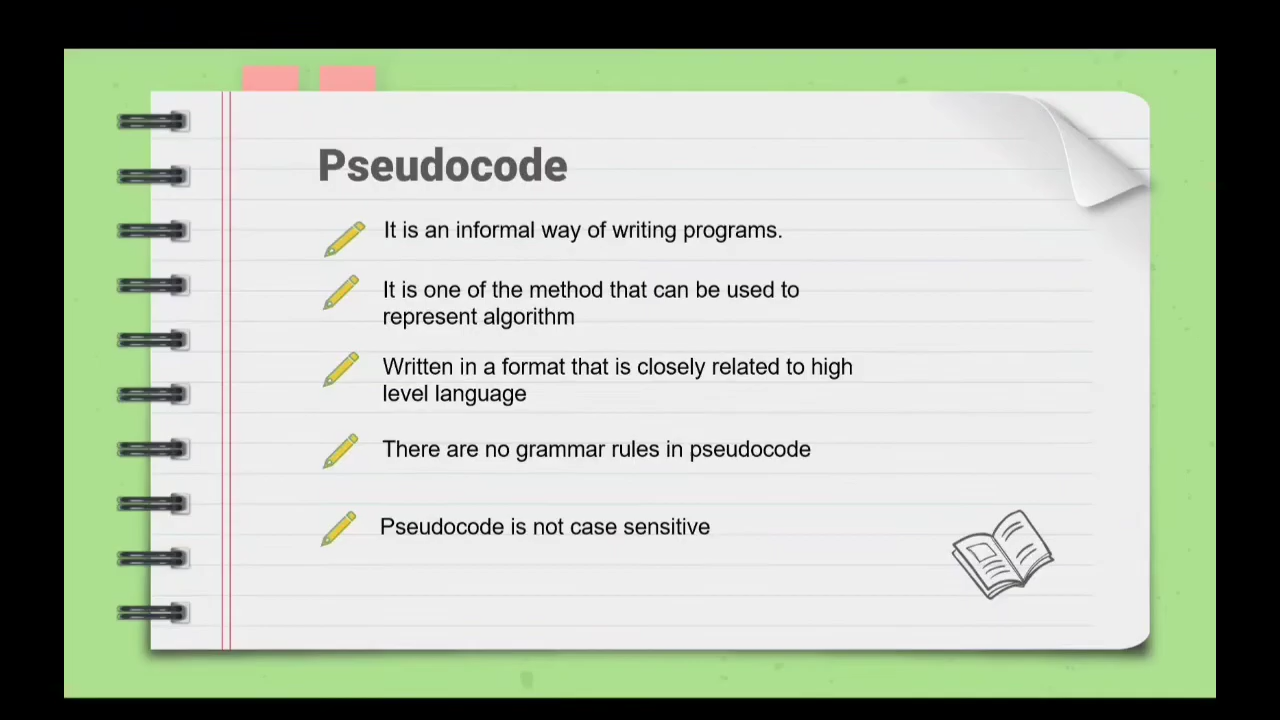 Pseudocode
It is an informal way of writing programs.
It is one of the method that can be used to
represent algorithm
Written in a format that is closely related to high
level language
There are no grammar rules in pseudocode
Pseudocode is not case sensitive